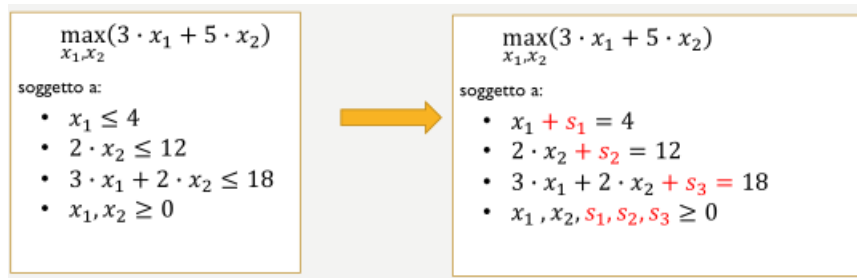 max(3 · x₁ + 5 · x₂)
x₁,x₂
soggetto a:
• x₁ ≤ 4
• 2 · x₂ ≤ 12
• 3 · x₁ + 2 · x₂ ≤ 18
• x₁, x₂ ≥ 0
max(3 · x₁ + 5 · x₂)
x₁,x₂
soggetto a:
• x₁ + s₁ = 4
• 2 · x₂ + s₂ = 12
• 3 · x₁ + 2 · x₂ + s₃ = 18
• x₁ , x₂, s₁, s₂, s₃ ≥ 0